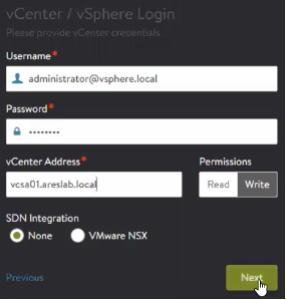 vCenter / vSphere Login
Please provide vCenter credentials
Username*
administrator@vsphere.local
Password*
••••••••
vCenter Address* Permissions
vcsa01.areslab.local Read Write
SDN Integration
None VMware NSX
Previous Next